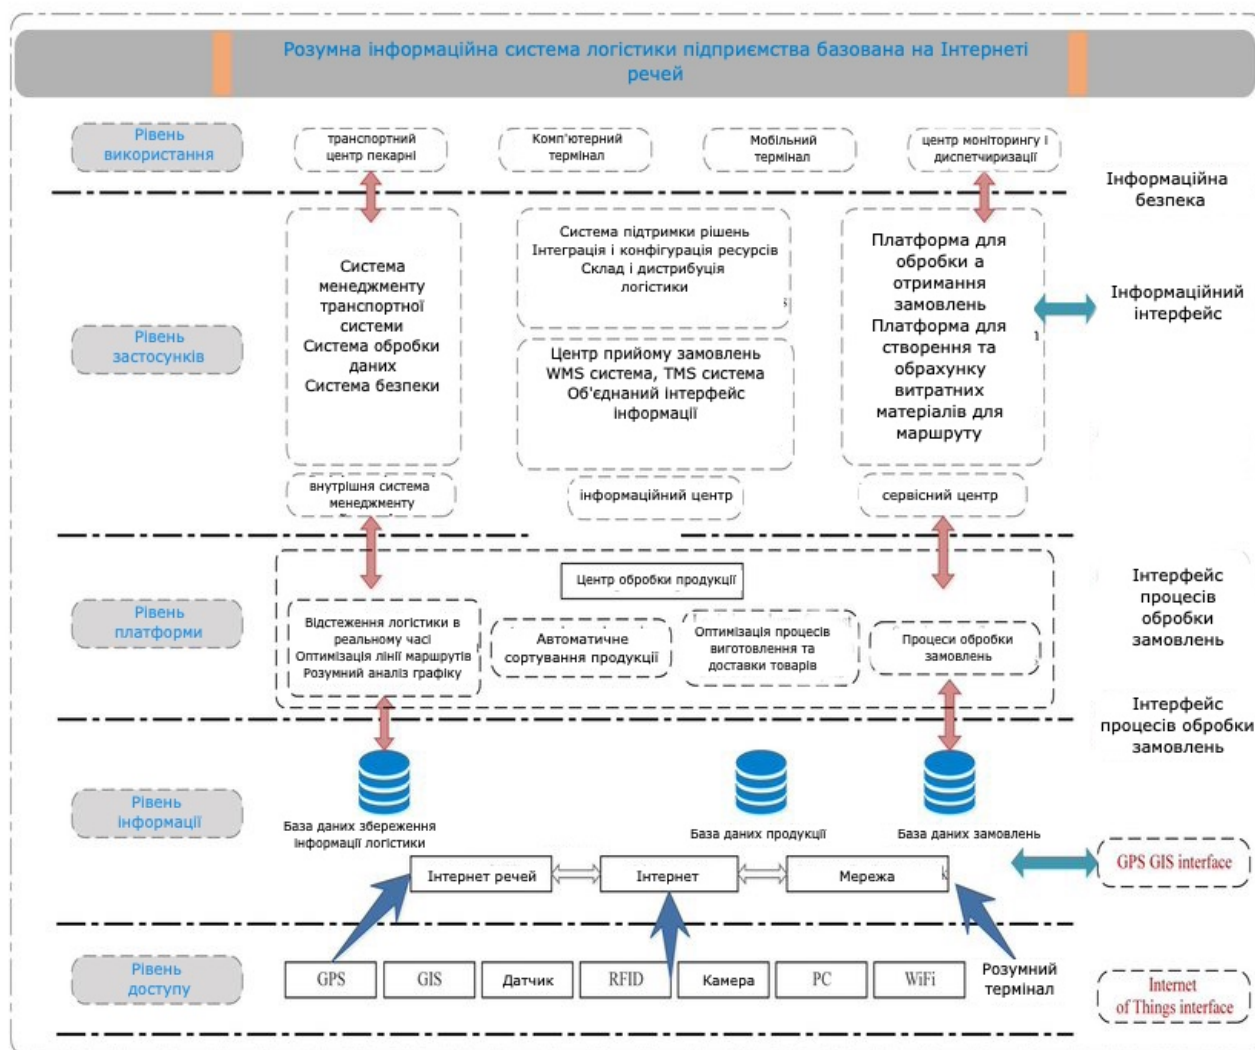 Розумна інформаційна система логістики підприємства базована на Інтернеті
речей
Рівень
використання
транспортний
центр пекарні
Комп'ютерний
термінал
Мобільний
термінал
центр моніторингу і
диспетчиризації
Інформаційна
безпека
Рівень
застосунків
Система
менеджменту
транспортної
системи
Система обробки
даних
Система безпеки
Система підтримки рішень
Інтеграція і конфігурація ресурсів
Склад і дистрибуція
логістики
Центр прийому замовлень
WMS система, TMS система
Об'єднаний інтерфейс
інформації
Платформа для
обробки а
отримання
замовлень
Платформа для
створення та
обрахунку
витратних
матеріалів для
маршруту
Інформаційний
інтерфейс
внутрішня система
менеджменту
інформаційний центр
сервісний центр
Рівень
платформи
Центр обробки продукції
Відстеження логістики в
реальному часі
Оптимізація лінії маршрутів
Розумний аналіз графіку
Автоматичне
сортування продукції
Оптимізація процесів
виготовлення та
доставки товарів
Процеси обробки
замовлень
Інтерфейс
процесів
обробки
замовлень
Інтерфейс
процесів обробки
замовлень
Рівень
інформації
База даних збереження
інформації логістики
База даних продукції
База даних замовлень
Інтернет речей
Інтернет
Мережа
GPS GIS interface
Рівень
доступу
GPS
GIS
Датчик
RFID
Камера
PC
WiFi
Розумний
термінал
Internet
of Things interface